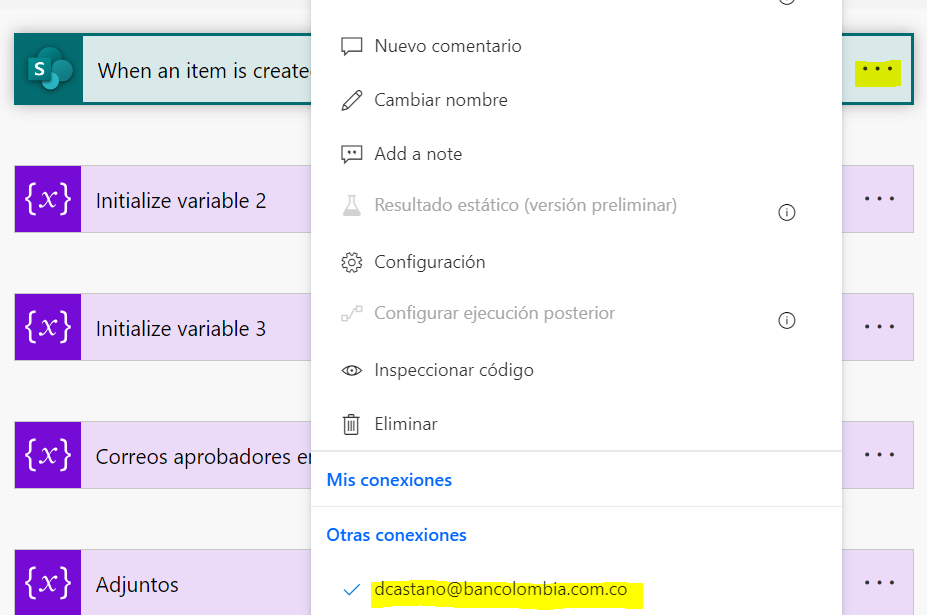 Nuevo comentario
S
When an item is create
Cambiar nombre
Add a note
{x}
Initialize variable 2
Resultado estático (versión preliminar)
Configuración
{x}
Initialize variable 3
Configurar ejecución posterior
Inspeccionar código
Eliminar
{x}
Correos aprobadores
Mis conexiones
Otras conexiones
{x}
Adjuntos
dcastano@bancolombia.com.co